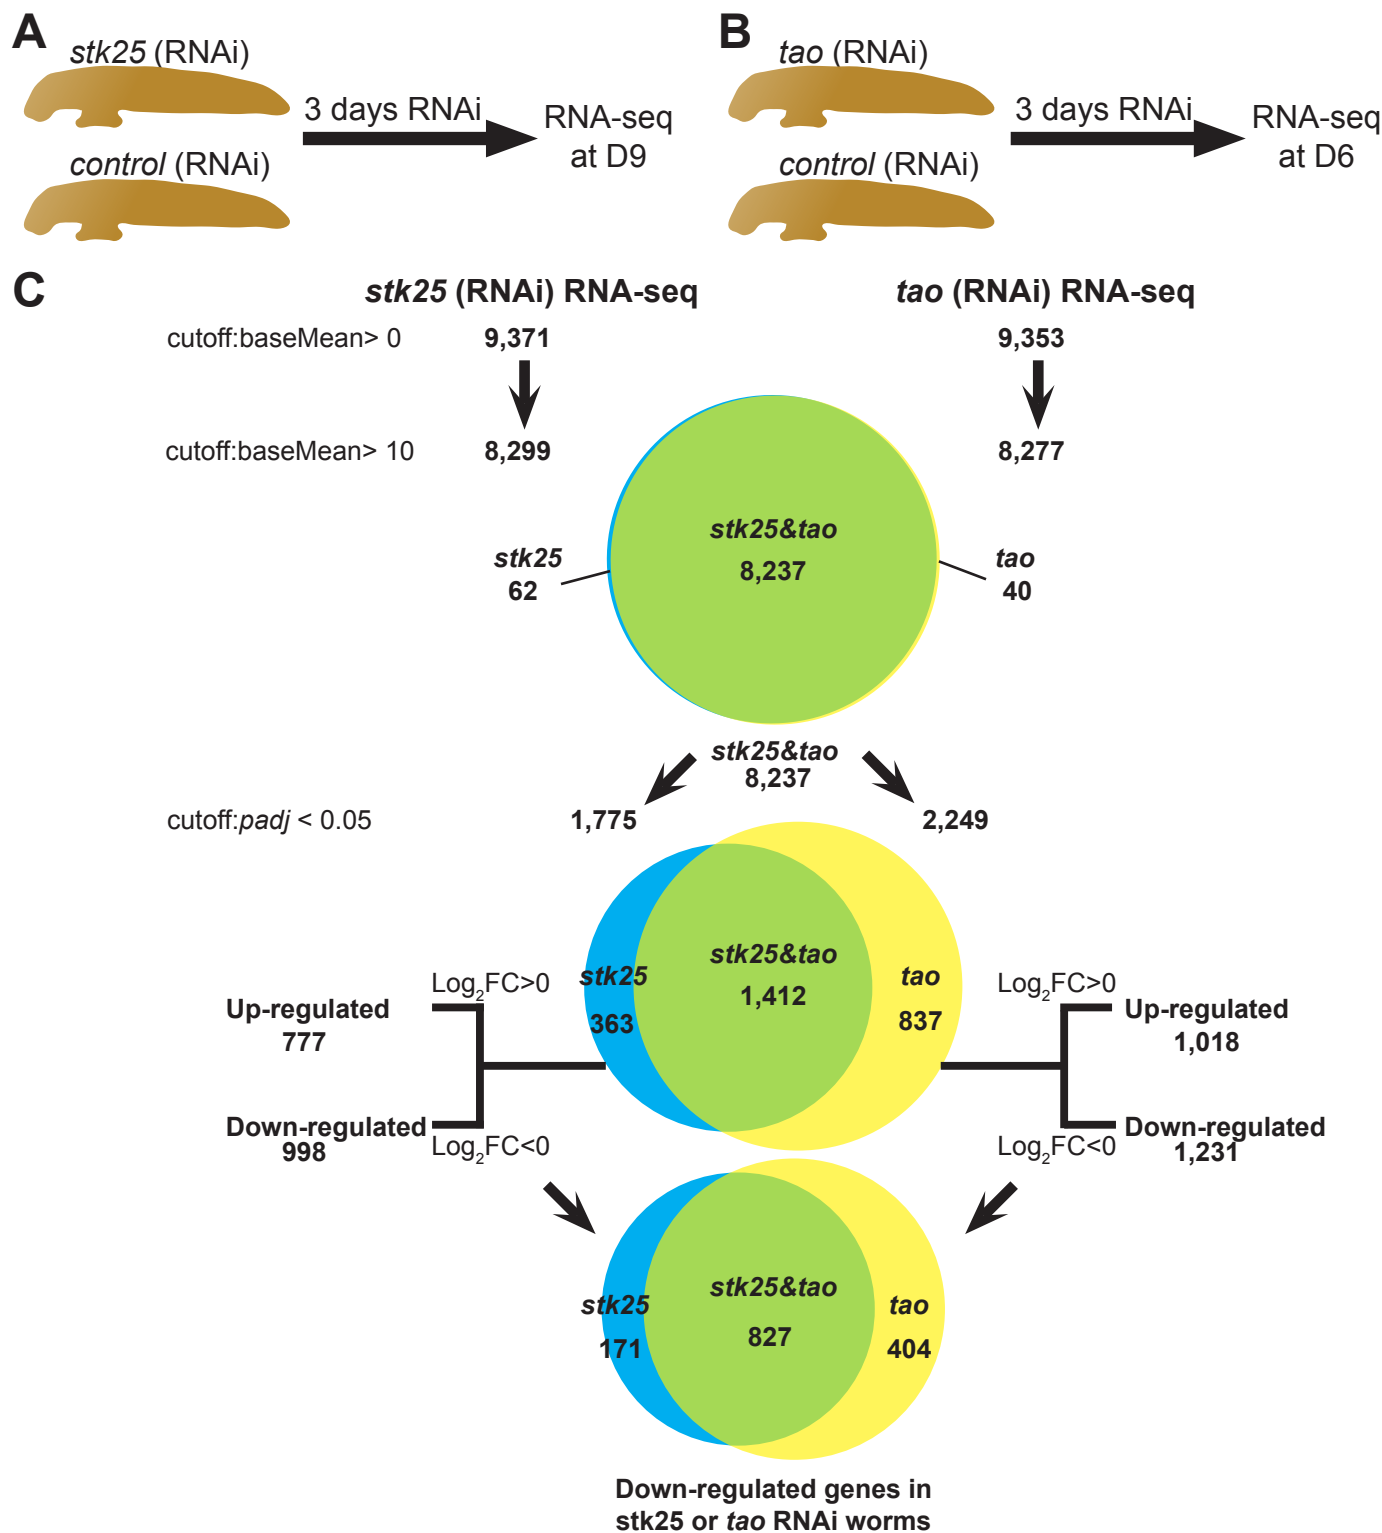 A
stk25 (RNAi)
3 days RNAi
RNA-seq
at D9
control (RNAi)
B
tao (RNAi)
3 days RNAi
RNA-seq
at D6
control (RNAi)
C
stk25 (RNAi) RNA-seq
tao (RNAi) RNA-seq
cutoff:baseMean> 0
9,371
9,353
cutoff:baseMean> 10
8,299
8,277
stk25&tao
8,237
stk25
62
tao
40
stk25&tao
8,237
cutoff:padj < 0.05
1,775
2,249
stk25&tao
1,412
stk25
363
tao
837
Log2FC>0
Up-regulated
777
Down-regulated
998
Log2FC<0
Log2FC>0
Up-regulated
1,018
Down-regulated
1,231
Log2FC<0
stk25&tao
827
stk25
171
tao
404
Down-regulated genes in
stk25 or tao RNAi worms